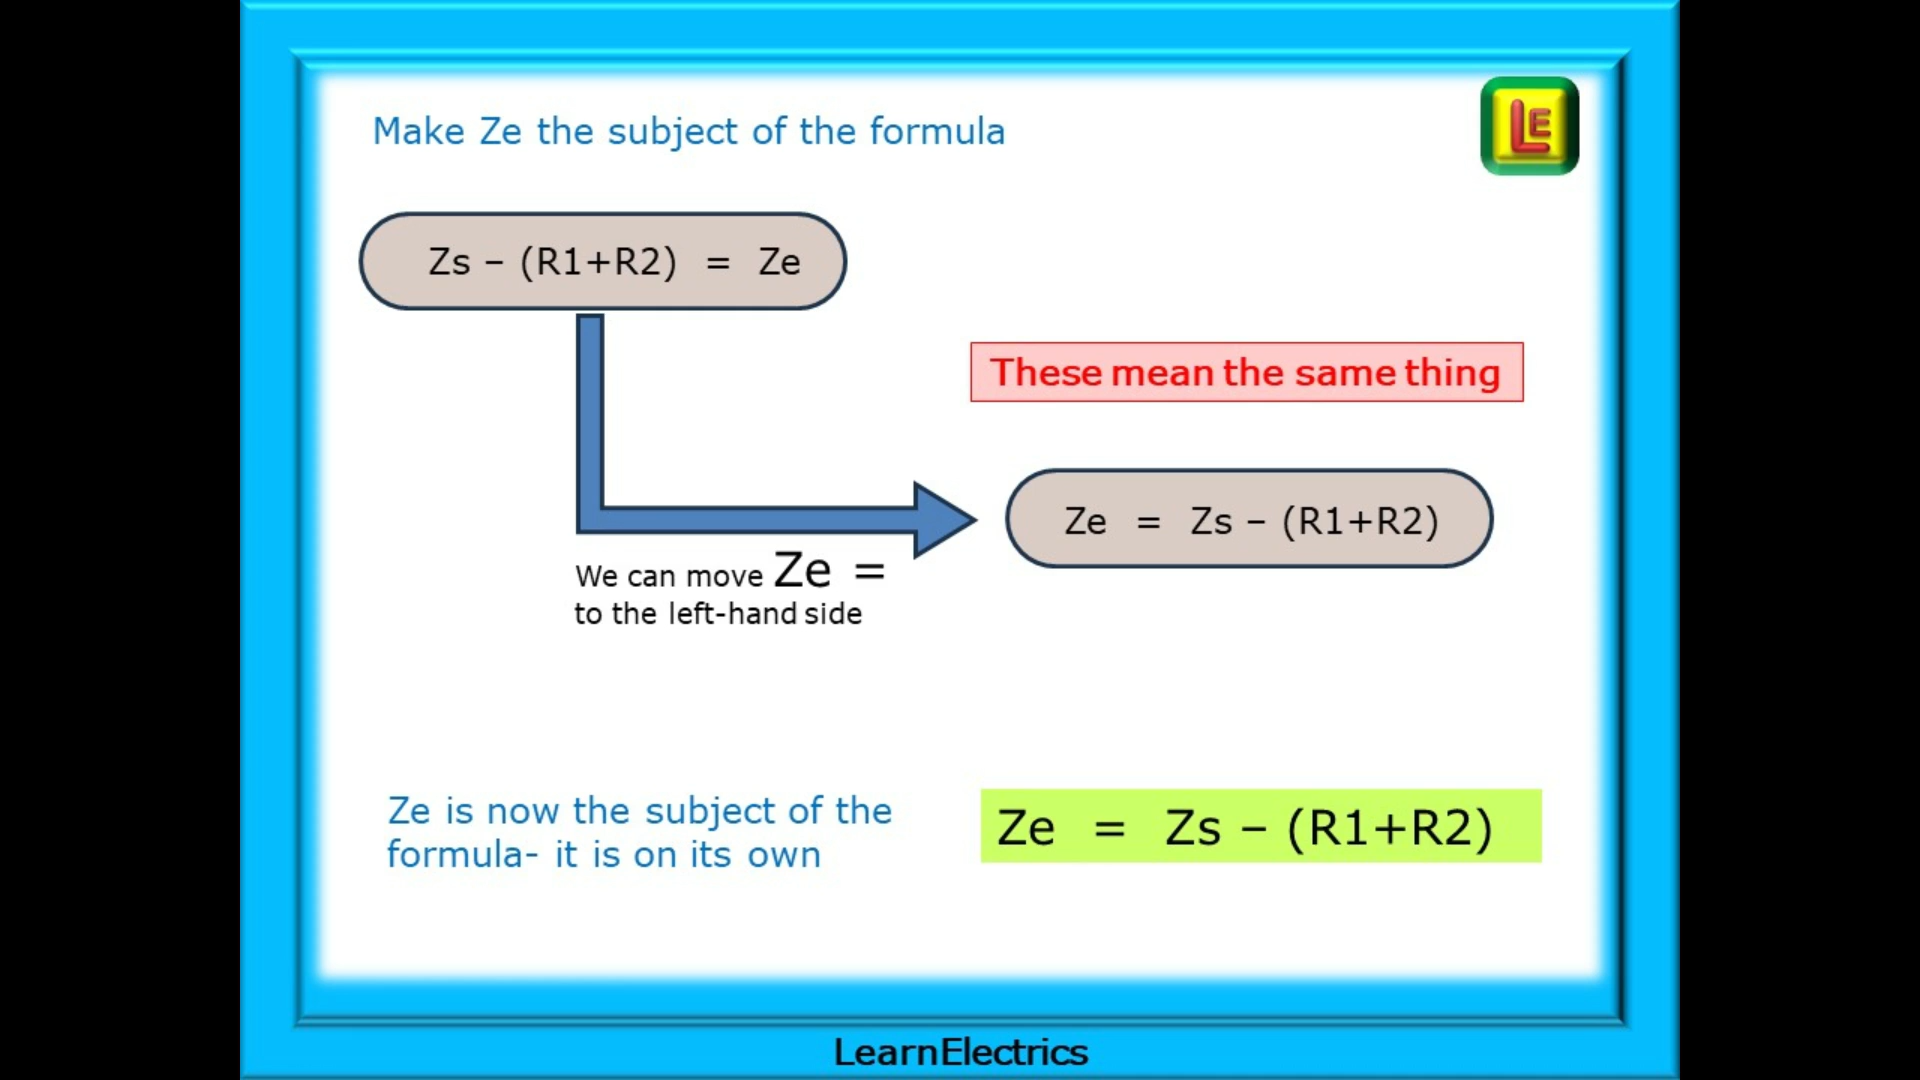 Make Ze the subject of the formula
LE
Zs – (R1+R2) = Ze
These mean the same thing
Ze = Zs – (R1+R2)
We can move Ze =
to the left-hand side
Ze is now the subject of the
formula- it is on its own
Ze = Zs – (R1+R2)
LearnElectrics